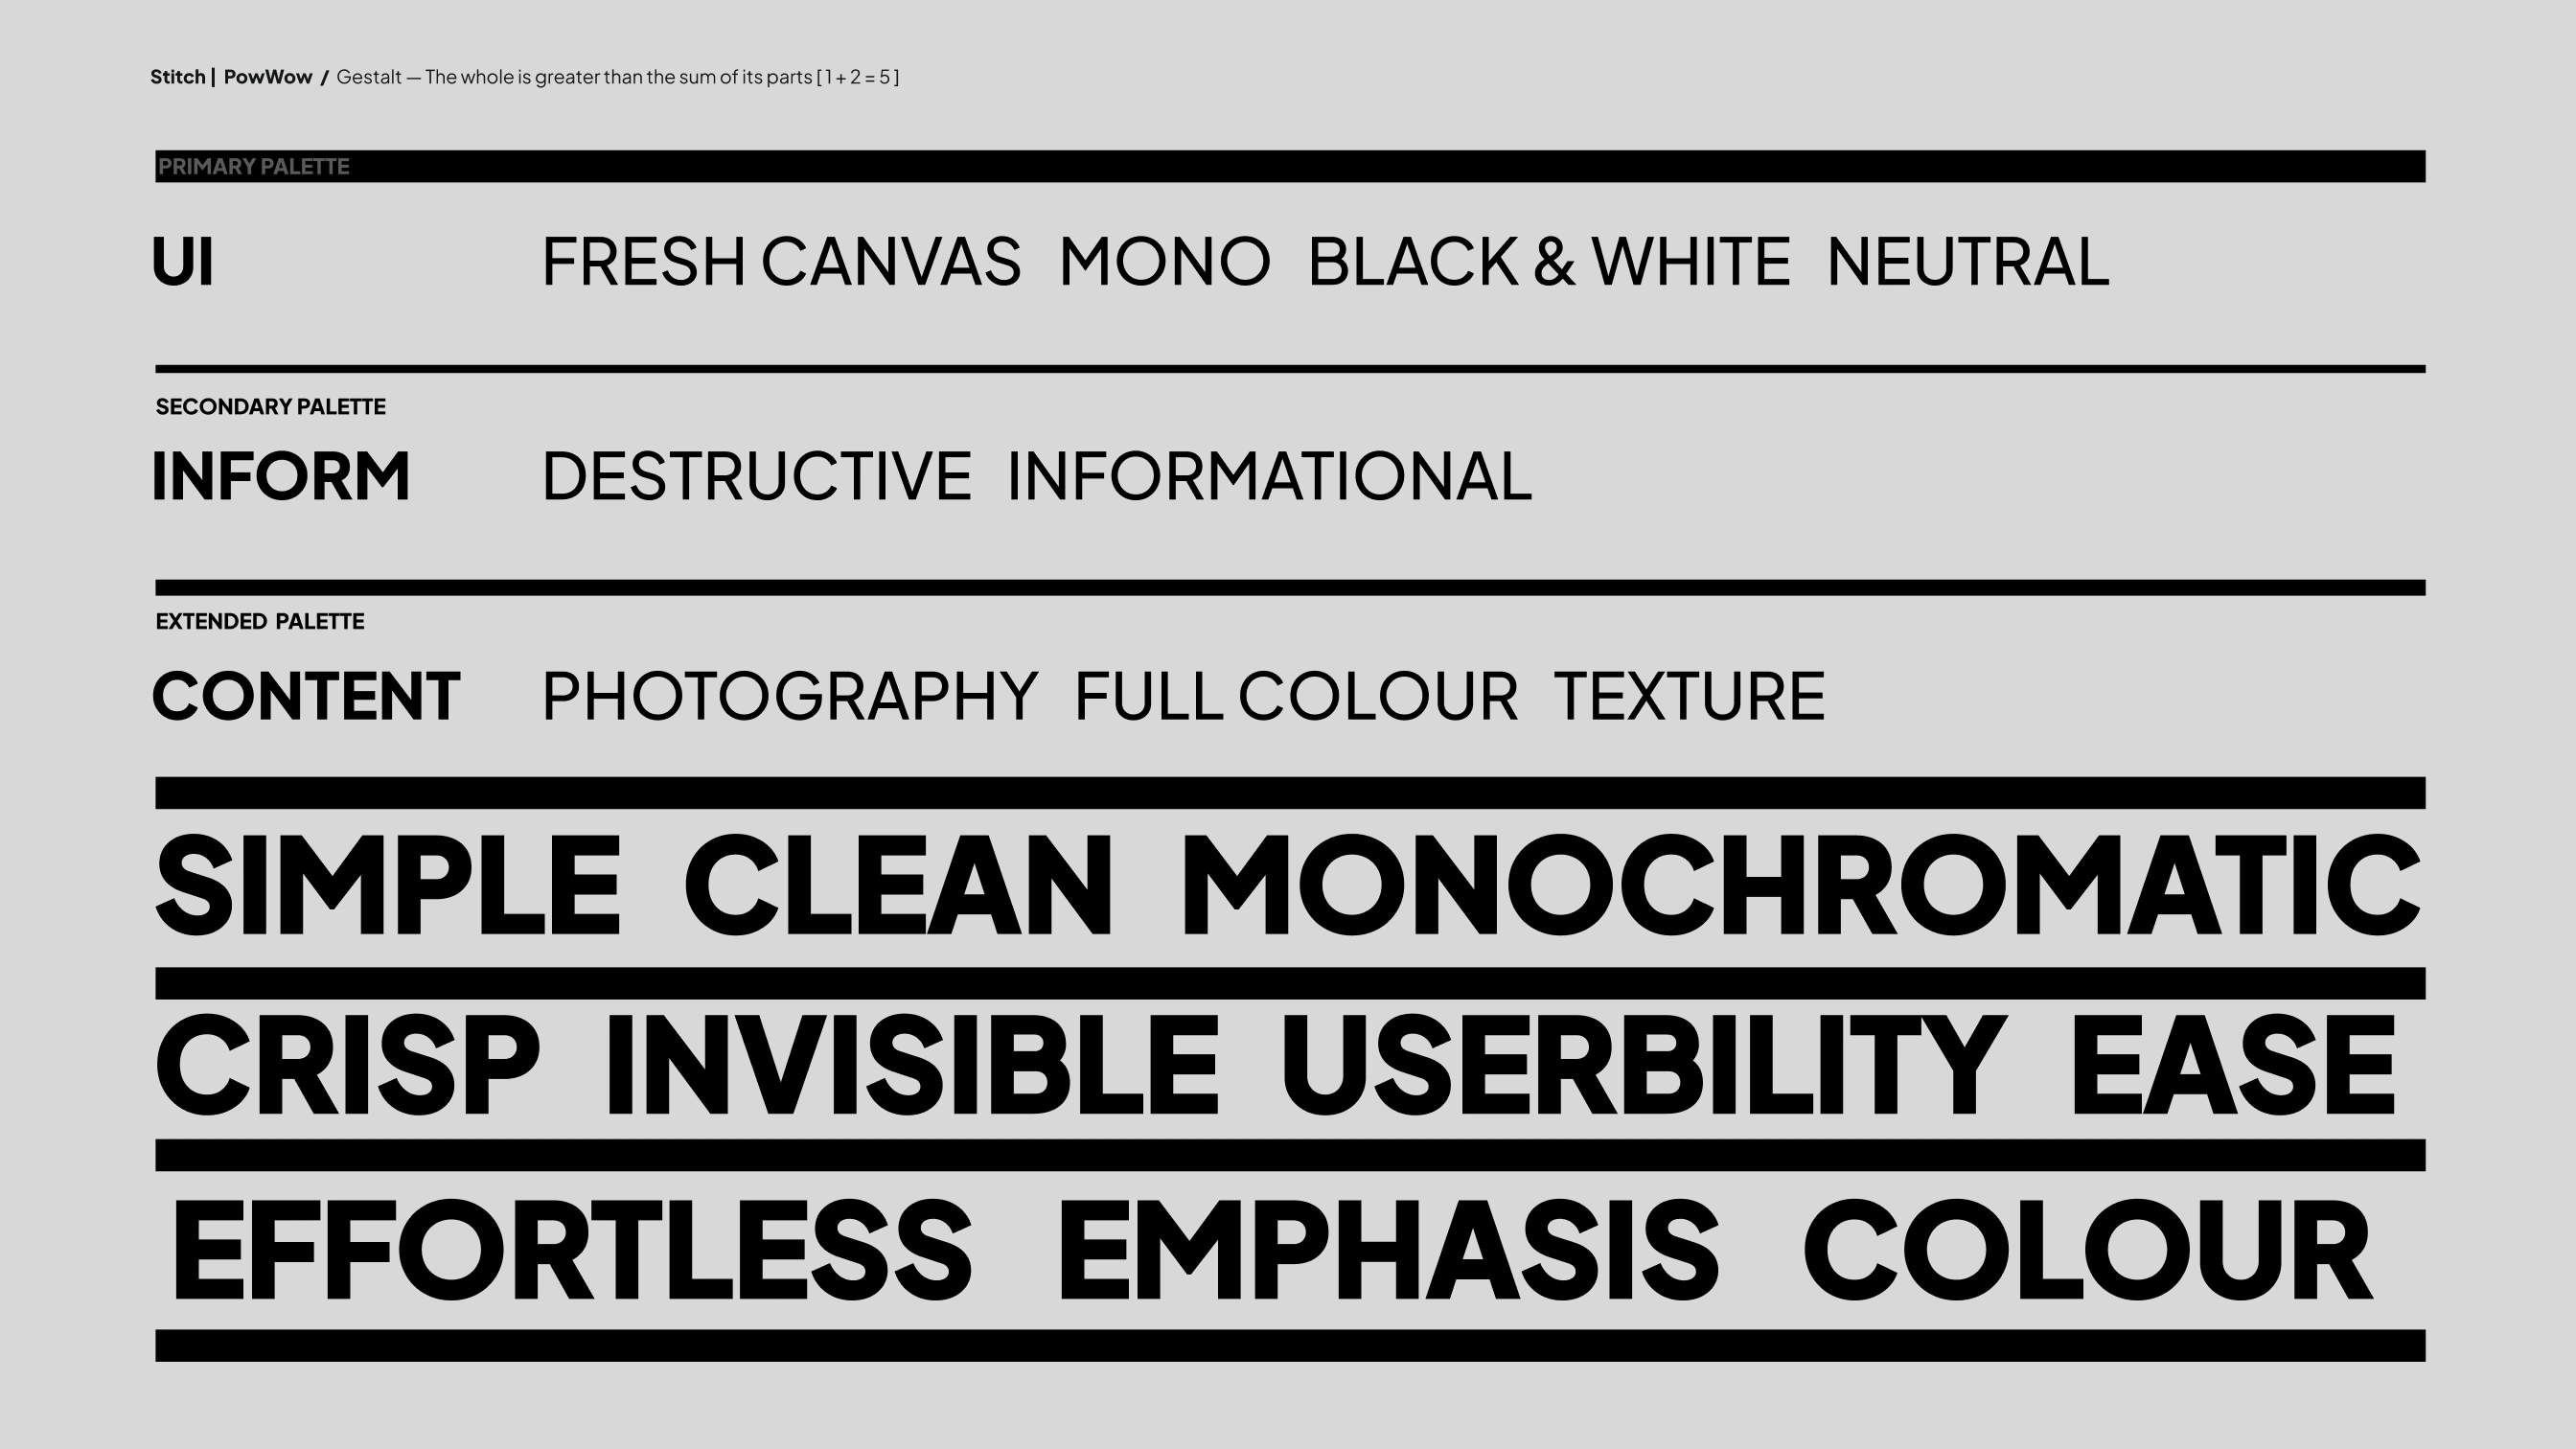 Stitch | PowWow / Gestalt — The whole is greater than the sum of its parts [ 1 + 2 = 5 ]
PRIMARY PALETTE
UI FRESH CANVAS MONO BLACK & WHITE NEUTRAL
SECONDARY PALETTE
INFORM DESTRUCTIVE INFORMATIONAL
EXTENDED PALETTE
CONTENT PHOTOGRAPHY FULL COLOUR TEXTURE
SIMPLE CLEAN MONOCHROMATIC
CRISP INVISIBLE USERBILITY EASE
EFFORTLESS EMPHASIS COLOUR